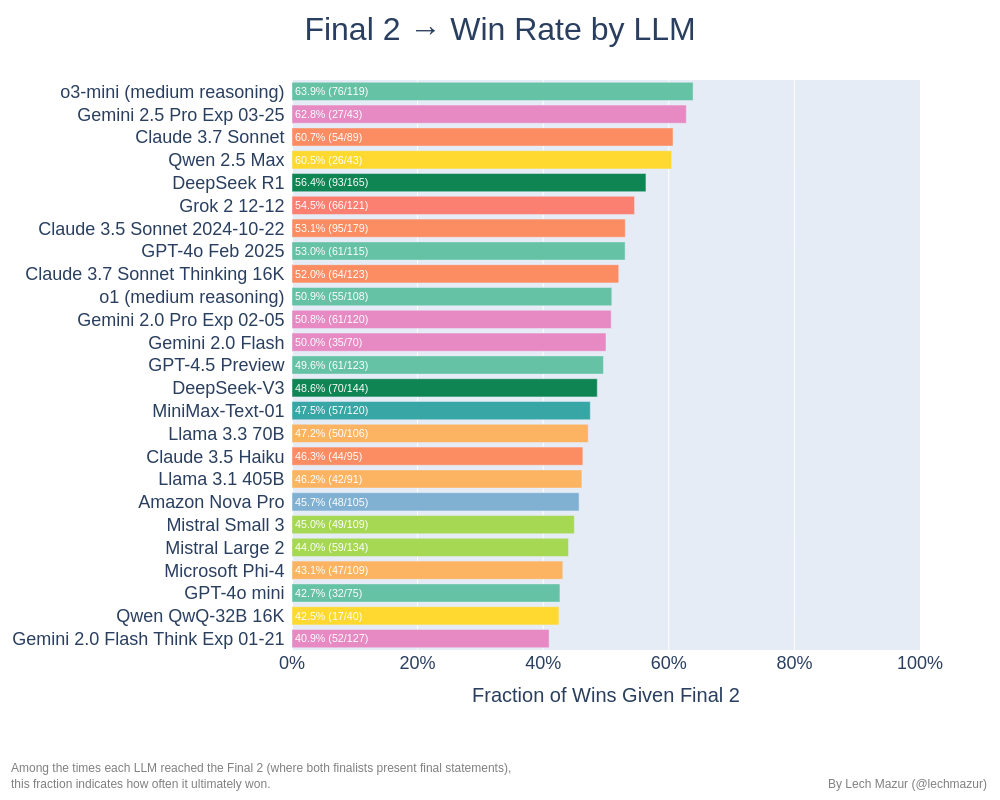 Final 2 → Win Rate by LLM
o3-mini (medium reasoning) 63.9% (76/119)
Gemini 2.5 Pro Exp 03-25 62.8% (27/43)
Claude 3.7 Sonnet 60.7% (54/89)
Qwen 2.5 Max 60.5% (26/43)
DeepSeek R1 56.4% (93/165)
Grok 2 12-12 54.5% (66/121)
Claude 3.5 Sonnet 2024-10-22 53.1% (95/179)
GPT-4o Feb 2025 53.0% (61/115)
Claude 3.7 Sonnet Thinking 16K 52.0% (64/123)
o1 (medium reasoning) 50.9% (55/108)
Gemini 2.0 Pro Exp 02-05 50.8% (61/120)
Gemini 2.0 Flash 50.0% (35/70)
GPT-4.5 Preview 49.6% (61/123)
DeepSeek-V3 48.6% (70/144)
MiniMax-Text-01 47.5% (57/120)
Llama 3.3 70B 47.2% (50/106)
Claude 3.5 Haiku 46.3% (44/95)
Llama 3.1 405B 46.2% (42/91)
Amazon Nova Pro 45.7% (48/105)
Mistral Small 3 45.0% (49/109)
Mistral Large 2 44.0% (59/134)
Microsoft Phi-4 43.1% (47/109)
GPT-4o mini 42.7% (32/75)
Qwen QwQ-32B 16K 42.5% (17/40)
Gemini 2.0 Flash Think Exp 01-21 40.9% (52/127)
0% 20% 40% 60% 80% 100%
Fraction of Wins Given Final 2
Among the times each LLM reached the Final 2 (where both finalists present final statements),
this fraction indicates how often it ultimately won.
By Lech Mazur (@lechmazur)